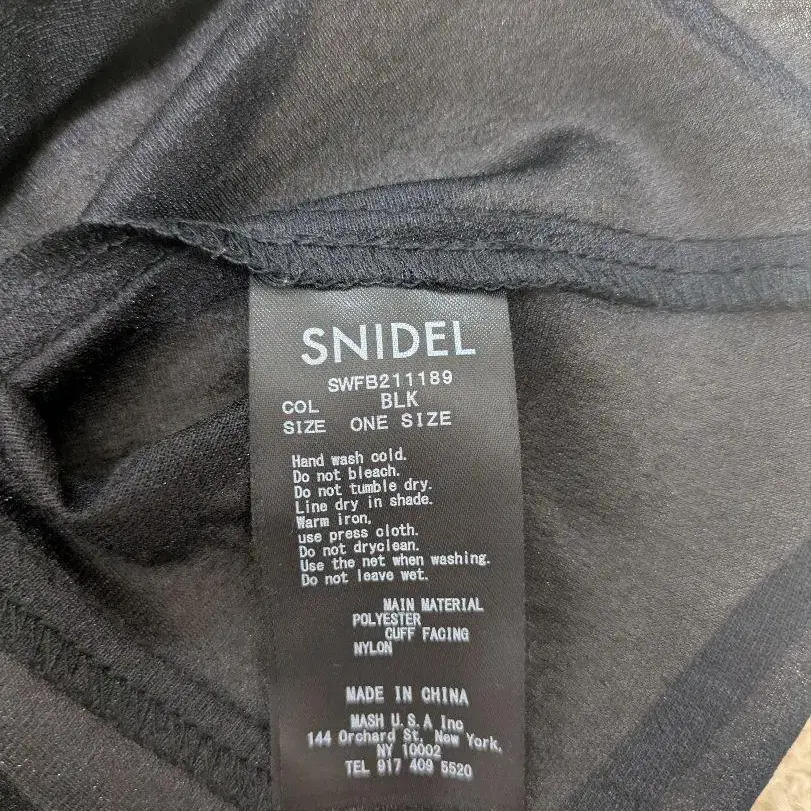 SNIDEL
SWFB211189
COL BLK
SIZE ONE SIZE
Hand wash cold.
Do not bleach.
Do not tumble dry.
Line dry in shade.
Warm iron,
use press cloth.
Do not dryclean.
Use the net when washing.
Do not leave wet.
MAIN MATERIAL
POLYESTER
CUFF FACING
NYLON
MADE IN CHINA
MASH U.S.A Inc
144 Orchard St, New York,
NY 10002
TEL 917 409 5520